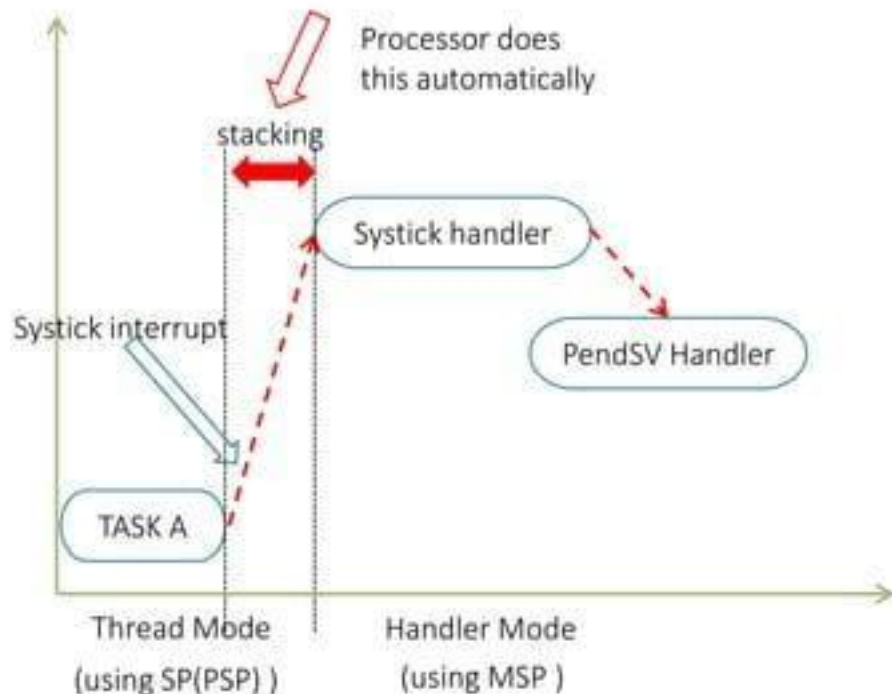 Processor does
this automatically
stacking
Systick handler
Systick interrupt
PendSV Handler
TASK A
Thread Mode
(using SP(PSP) )
Handler Mode
(using MSP )